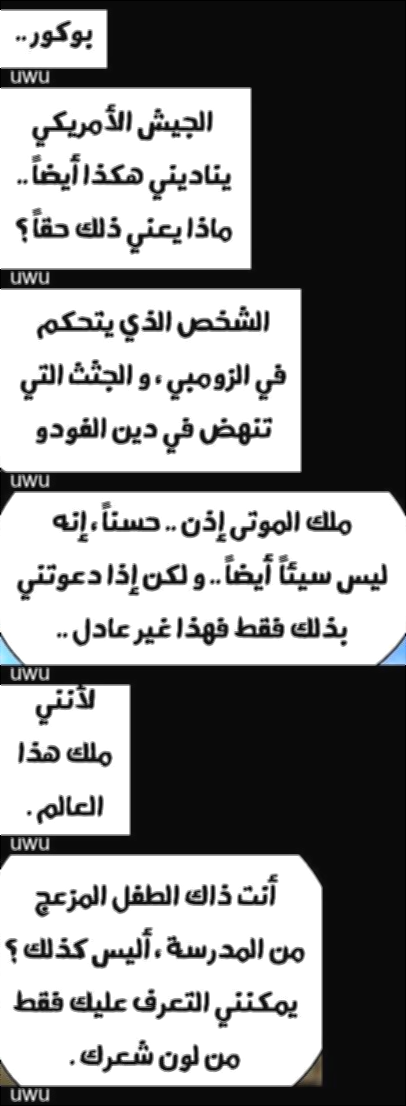 بوكور..
uwu
الجيش الأمريكي
يناديني هكذا أيضاً..
ماذا يعني ذلك حقاً؟
uwu
الشخص الذي يتحكم
في الزومبي، و الجثث التي
تنهض في دين الفودو
uwu
ملك الموتى إذن.. حسناً، إنه
ليس سيئاً أيضاً.. و لكن إذا دعوتني
بذلك فقط فهذا غير عادل..
uwu
لأنني
ملك هذا
العالم.
uwu
أنت ذاك الطفل المزعج
من المدرسة، أليس كذلك؟
يمكنني التعرف عليك فقط
من لون شعرك.
uwu